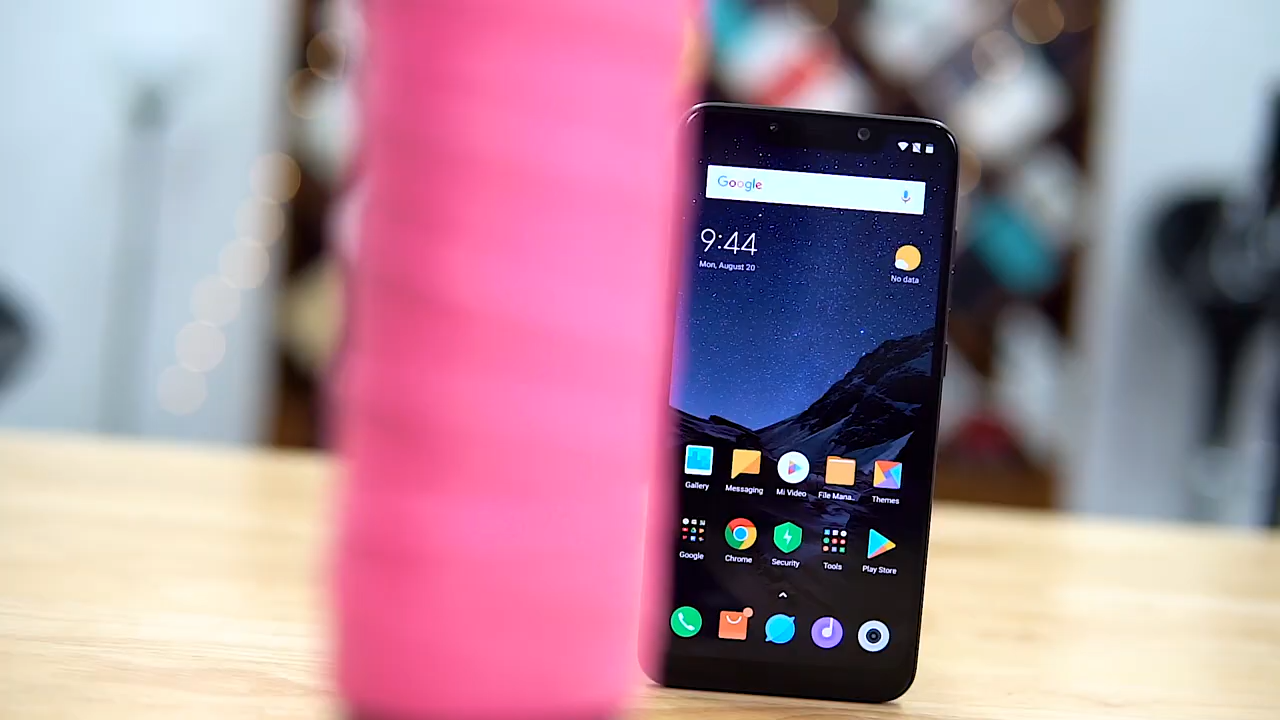 Google
9:44
Mon, August 20
No data
Gallery Messaging Mi Video File Mana.. Themes
Google Chrome Security Tools Play Store